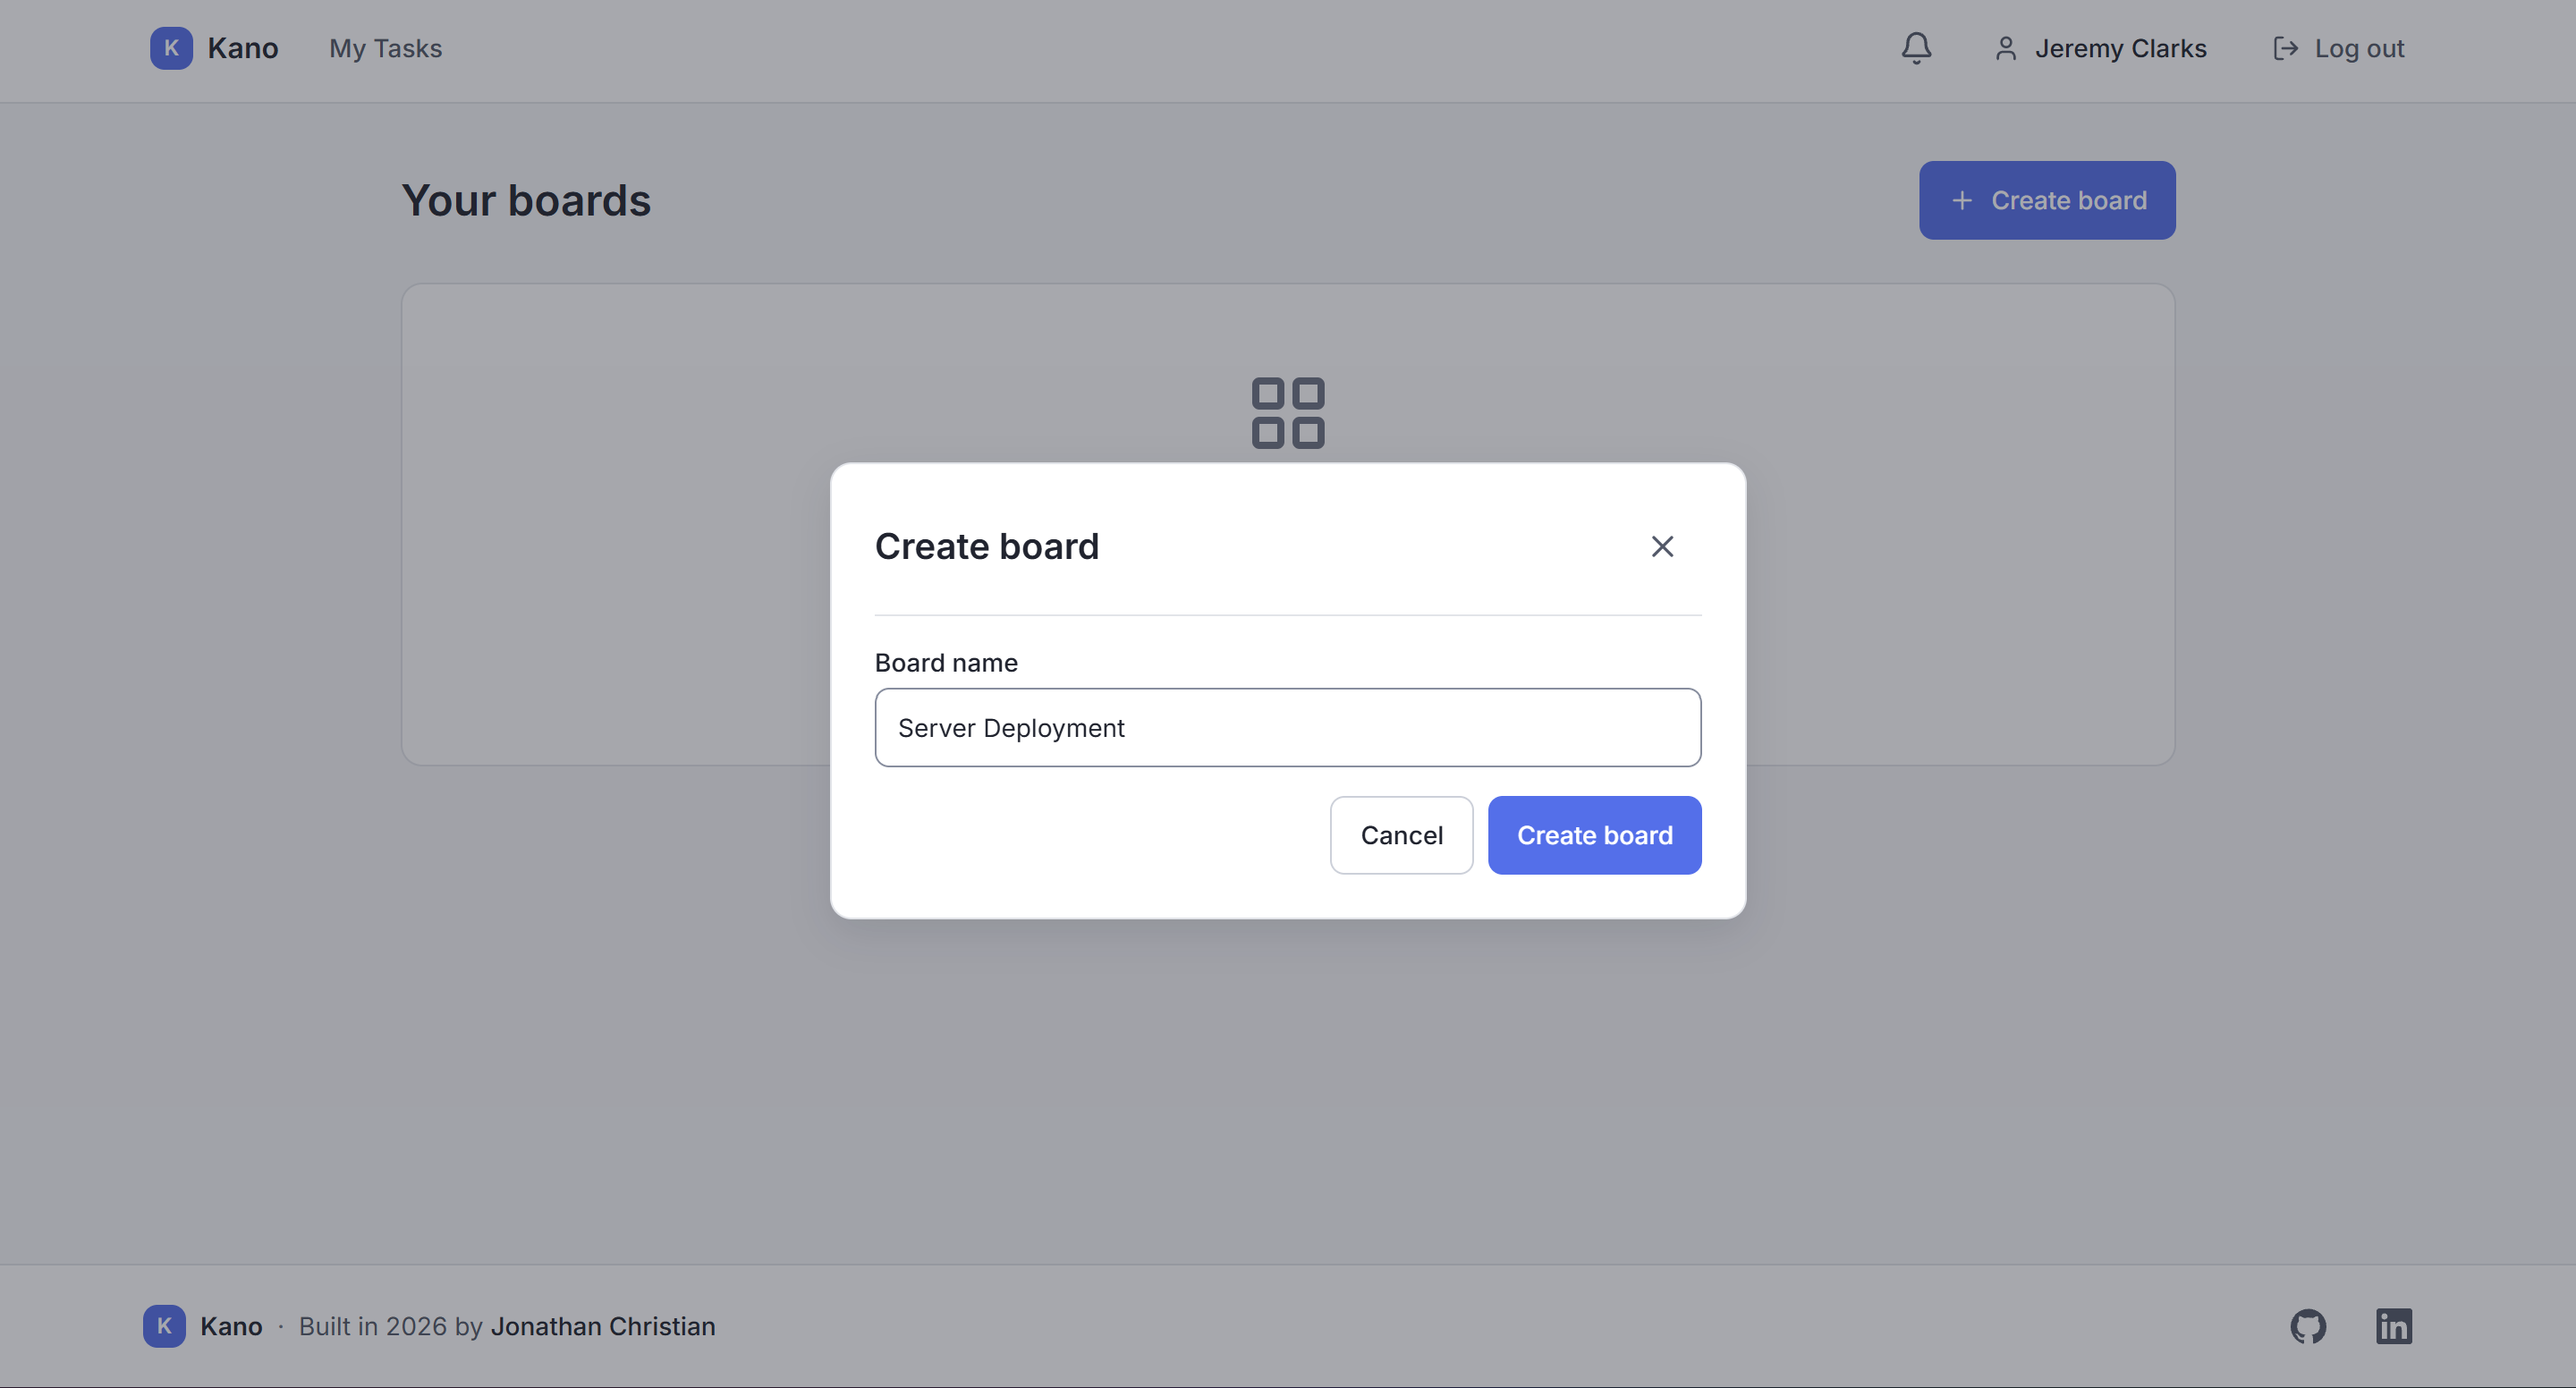 K Kano My Tasks Jeremy Clarks Log out
Your boards
Create board
Create board
Board name
Server Deployment
Cancel Create board
K Kano · Built in 2026 by Jonathan Christian
in